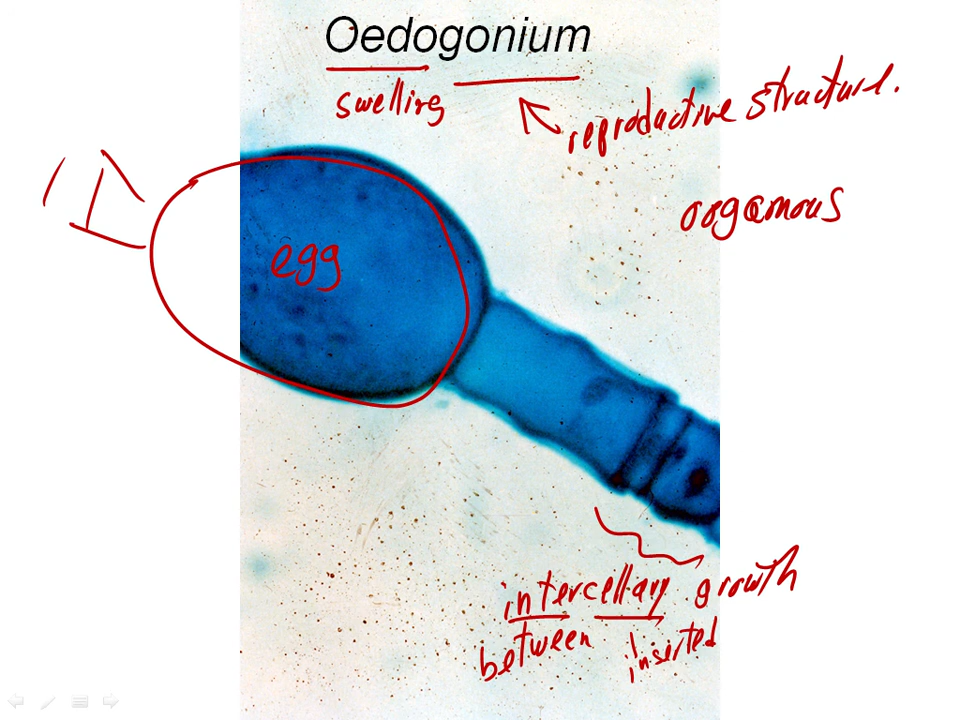 Oedogonium
swelling
reproductive structure.
oogamous
egg
intercellary growth
between inserted